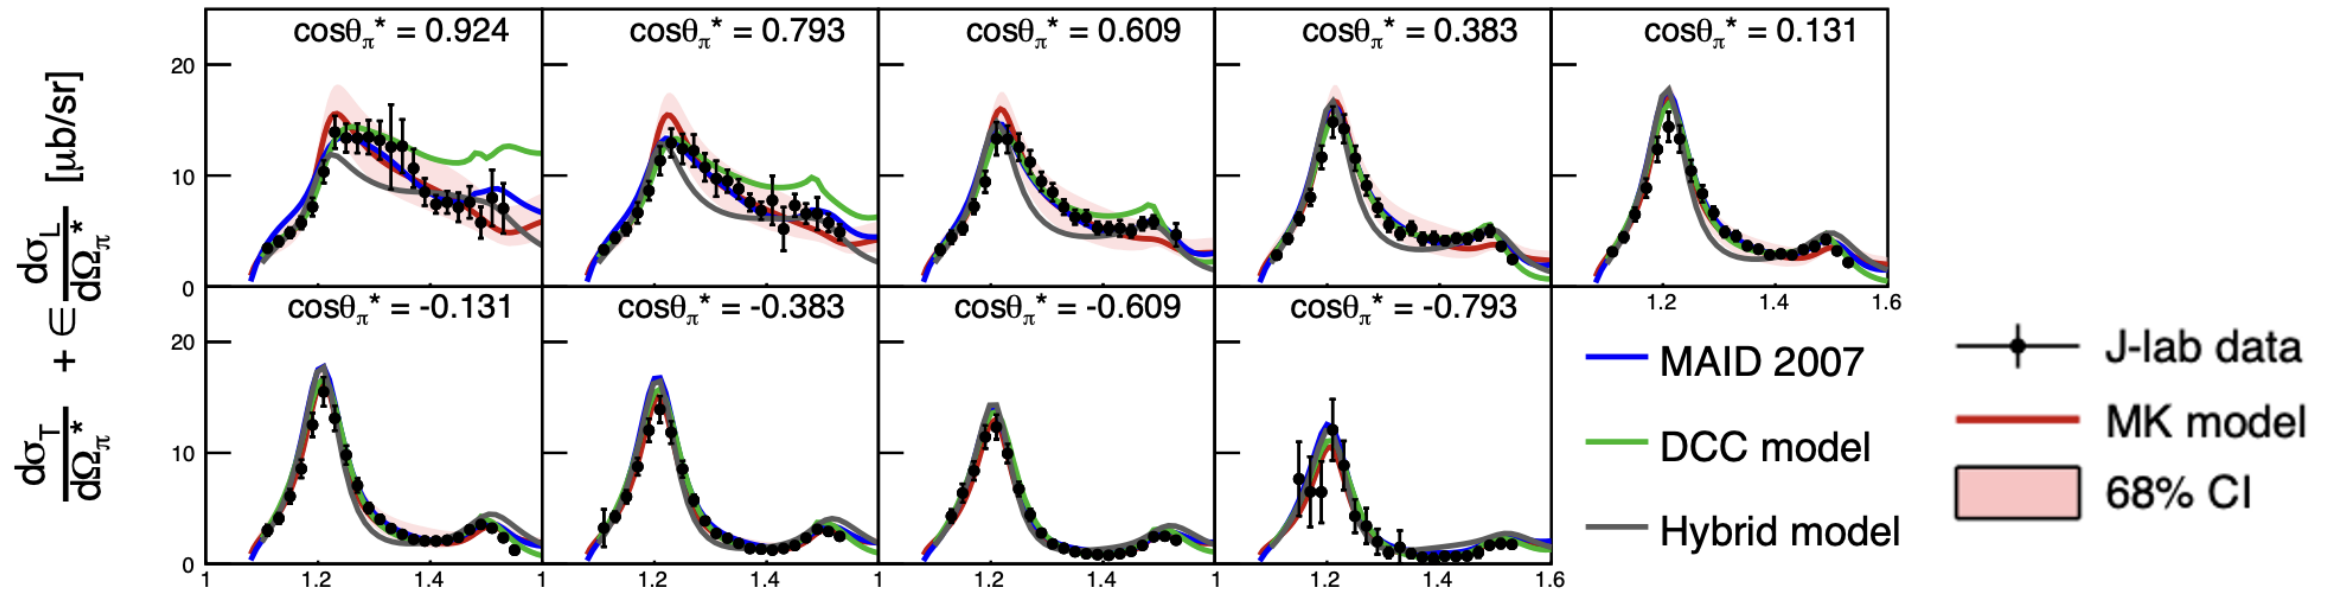 cosθπ* = 0.924
cosθπ* = 0.793
cosθπ* = 0.609
cosθπ* = 0.383
cosθπ* = 0.131
20
10
0
1.2 1.4 1.6
dσT/dΩπ* + ∈ dσL/dΩπ* [μb/sr]
cosθπ* = -0.131
cosθπ* = -0.383
cosθπ* = -0.609
cosθπ* = -0.793
20
10
0
1 1.2 1.4 1 1.2 1.4 1 1.2 1.4 1 1.2 1.4 1.6
MAID 2007
DCC model
Hybrid model
J-lab data
MK model
68% CI